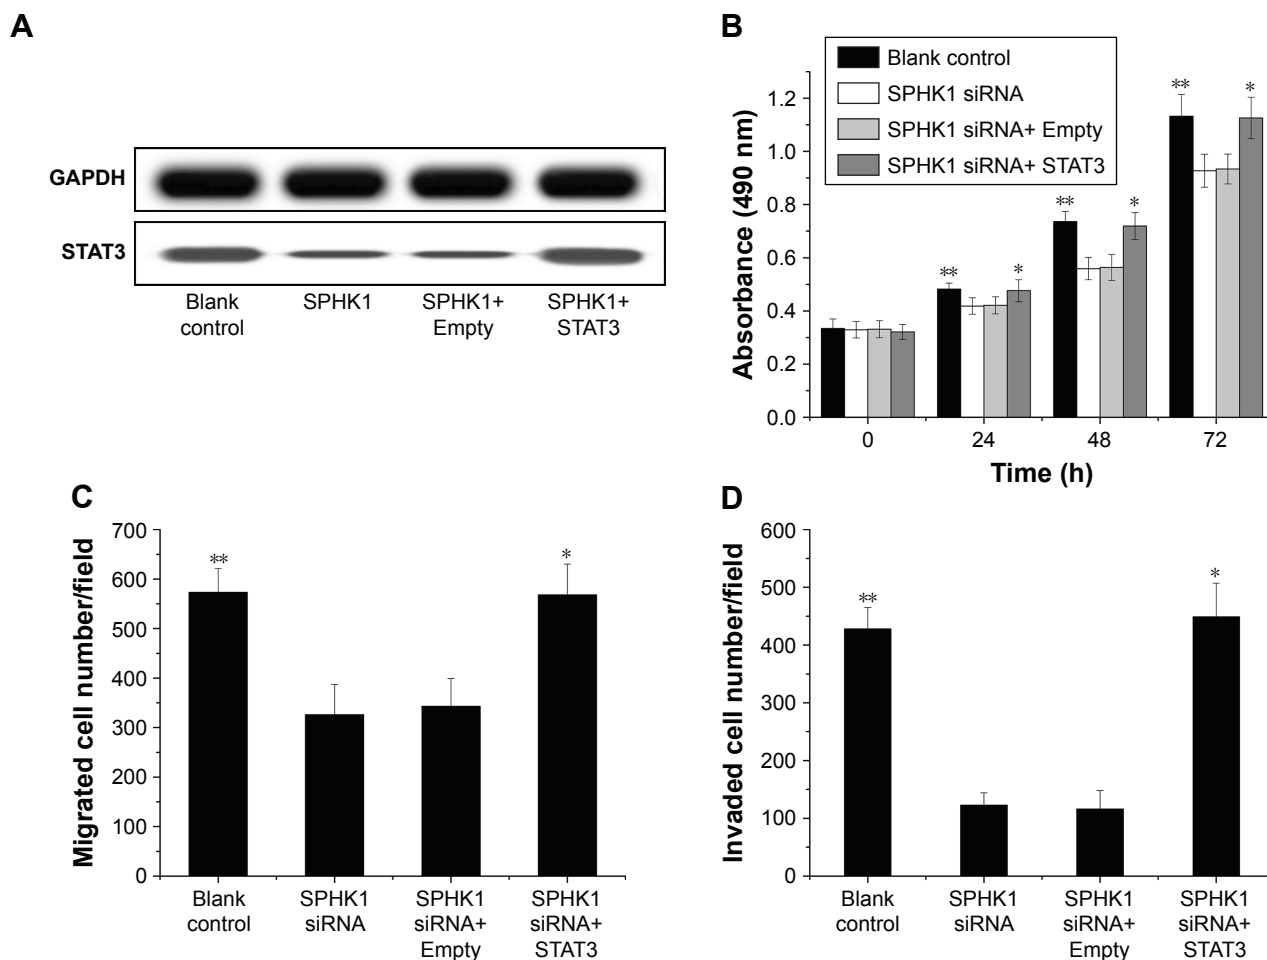 A
GAPDH
STAT3
Blank
control
SPHK1
SPHK1+
Empty
SPHK1+
STAT3
B
Blank control
SPHK1 siRNA
SPHK1 siRNA+ Empty
SPHK1 siRNA+ STAT3
Absorbance (490 nm)
1.2
1.0
0.8
0.6
0.4
0.2
0.0
** *
** *
** *
0 24 48 72
Time (h)
C
Migrated cell number/field
700
600
500
400
300
200
100
0
** *
Blank
control
SPHK1
siRNA
SPHK1
siRNA+
Empty
SPHK1
siRNA+
STAT3
D
Invaded cell number/field
600
500
400
300
200
100
0
** *
Blank
control
SPHK1
siRNA
SPHK1
siRNA+
Empty
SPHK1
siRNA+
STAT3